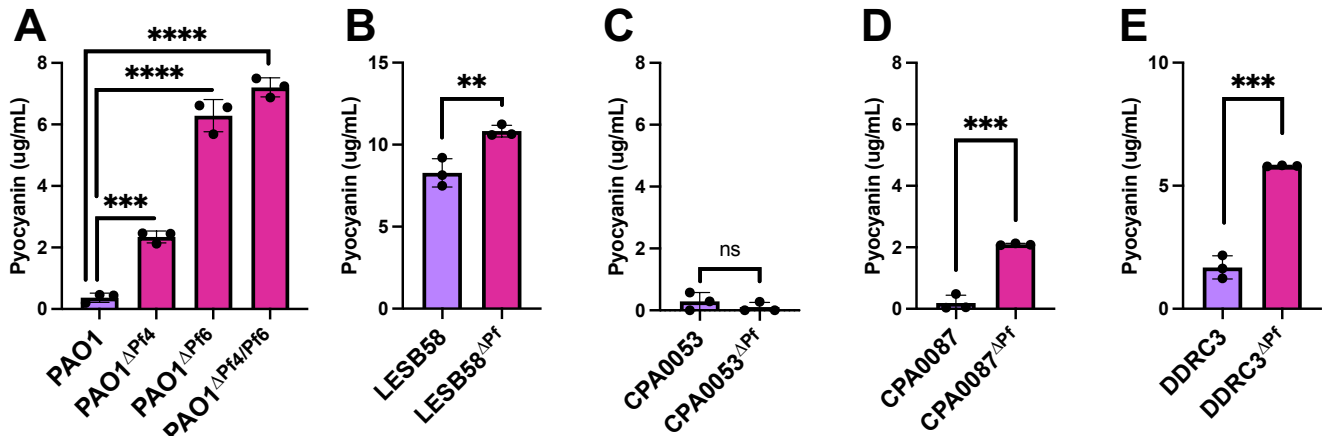 A
Pyocyanin (ug/mL)
8
6
4
2
0
****
****
***
PAO1
PAO1ΔPf4
PAO1ΔPf6
PAO1ΔPf4/Pf6
B
Pyocyanin (ug/mL)
15
10
5
0
**
LESB58
LESB58ΔPf
C
Pyocyanin (ug/mL)
8
6
4
2
0
ns
CPA0053
CPA0053ΔPf
D
Pyocyanin (ug/mL)
8
6
4
2
0
***
CPA0087
CPA0087ΔPf
E
Pyocyanin (ug/mL)
10
5
0
***
DDRC3
DDRC3ΔPf